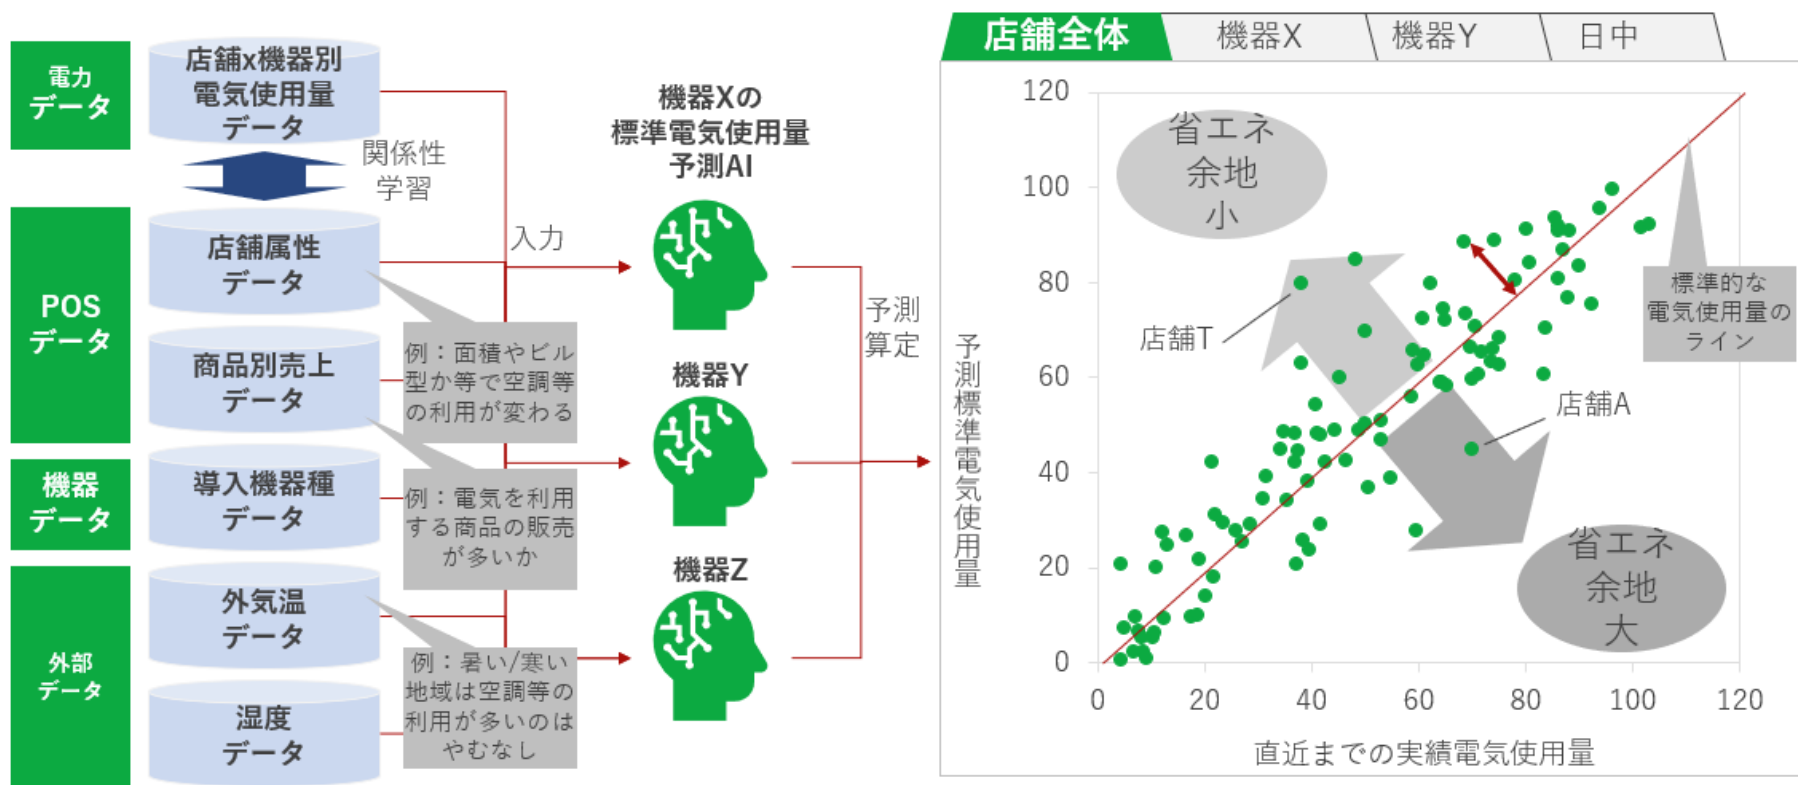 電力
データ
店舗x機器別
電気使用量
データ
関係性
学習
POS
データ
店舗属性
データ
例：面積やビル
型か等で空調等
の利用が変わる
商品別売上
データ
例：電気を利用
する商品の販売
が多いか
機器
データ
導入機器種
データ
外部
データ
外気温
データ
例：暑い/寒い
地域は空調等の
利用が多いのは
やむなし
湿度
データ
入力
機器Xの
標準電気使用量
予測AI
機器Y
機器Z
予測
算定
店舗全体
機器X
機器Y
日中
予測標準電気使用量
120
100
80
60
40
20
0
省エネ
余地
小
店舗T
標準的な
電気使用量の
ライン
店舗A
省エネ
余地
大
0
20
40
60
80
100
120
直近までの実績電気使用量